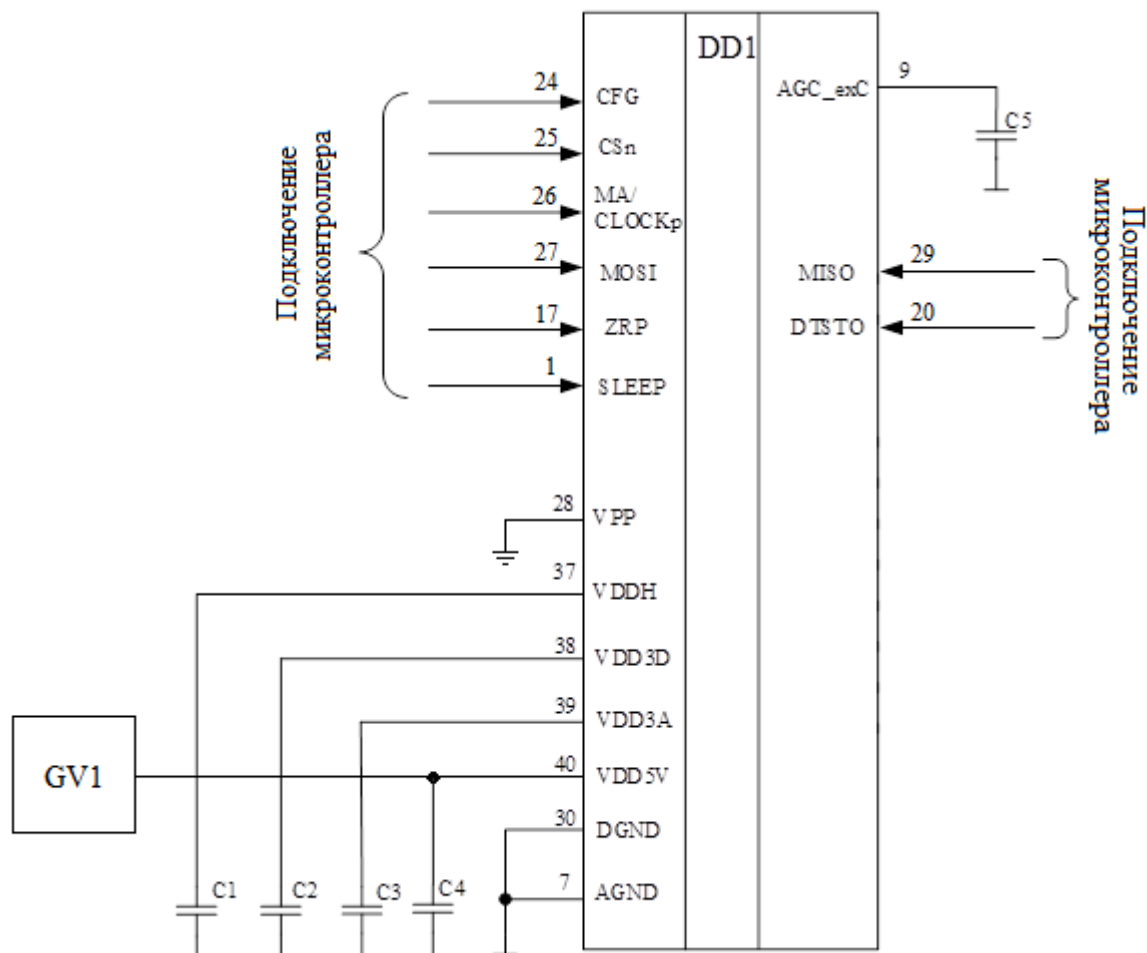 DD1
24
CFG
25
CSn
26
MA/
CLOCKp
27
MOSI
17
ZRP
1
SLEEP
Подключение
микроконтроллера
9
AGC_exC
C5
29
MISO
20
DTSTO
Подключение
микроконтроллера
28
VPP
37
VDDH
38
VDD3D
39
VDD3A
40
VDD5V
30
DGND
7
AGND
GV1
C1
C2
C3
C4